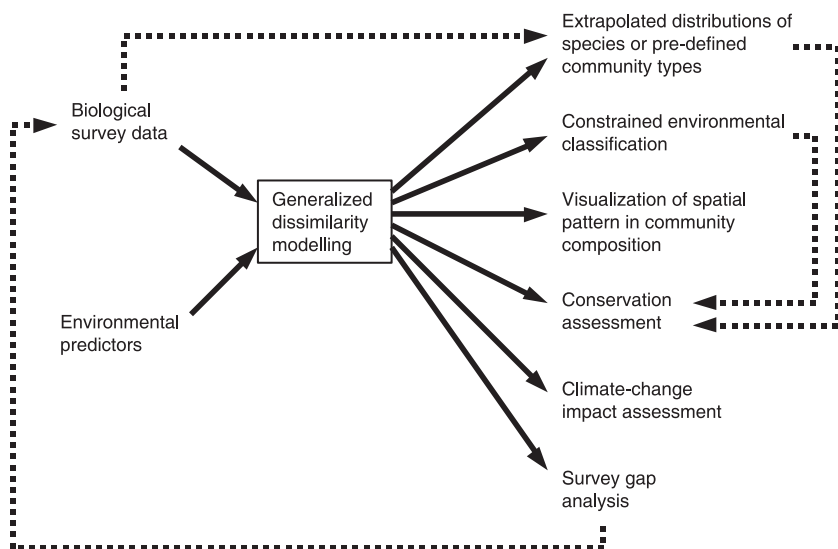 Extrapolated distributions of
species or pre-defined
community types
Biological
survey data
Constrained environmental
classification
Generalized
dissimilarity
modelling
Visualization of spatial
pattern in community
composition
Environmental
predictors
Conservation
assessment
Climate-change
impact assessment
Survey gap
analysis